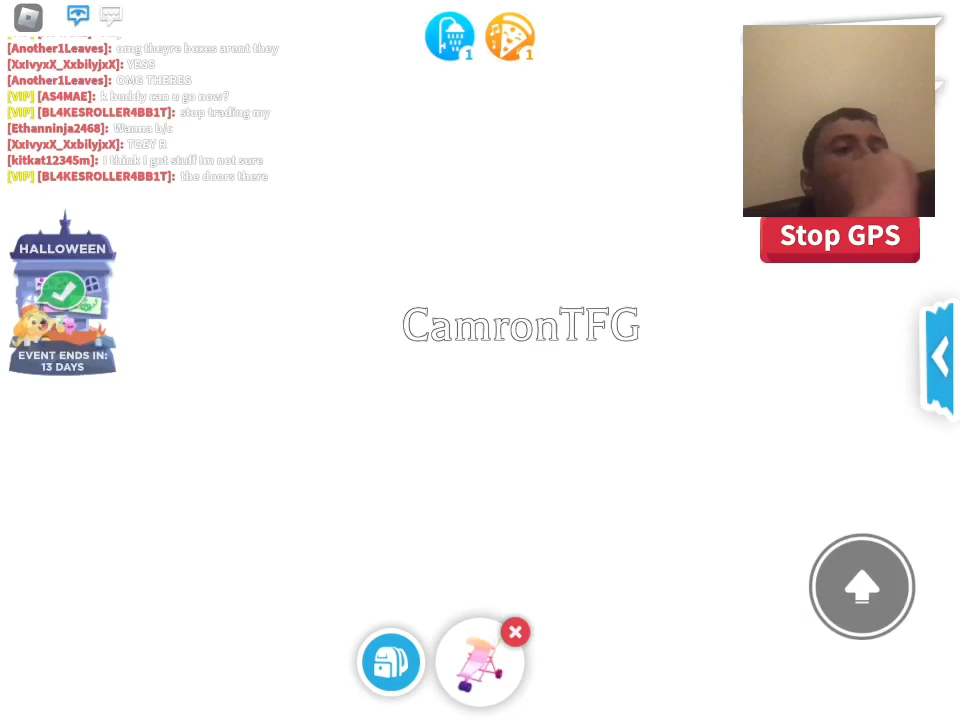 [Another1Leaves]: omg theyre boxes arent they
[XxIvyxX_XxbilyjxX]: YESS
[Another1Leaves]: OMG THERES
[VIP] [AS4MAE]: k buddy can u go now?
[VIP] [BL4KESROLLER4BB1T]: stop trading my
[Ethanninja2468]: Wanna b/c
[XxIvyxX_XxbilyjxX]: TGEY R
[kitkat12345m]: I think I got stuff Im not sure
[VIP] [BL4KESROLLER4BB1T]: the doors there
1
1
Stop GPS
HALLOWEEN
EVENT ENDS IN:
13 DAYS
CamronTFG